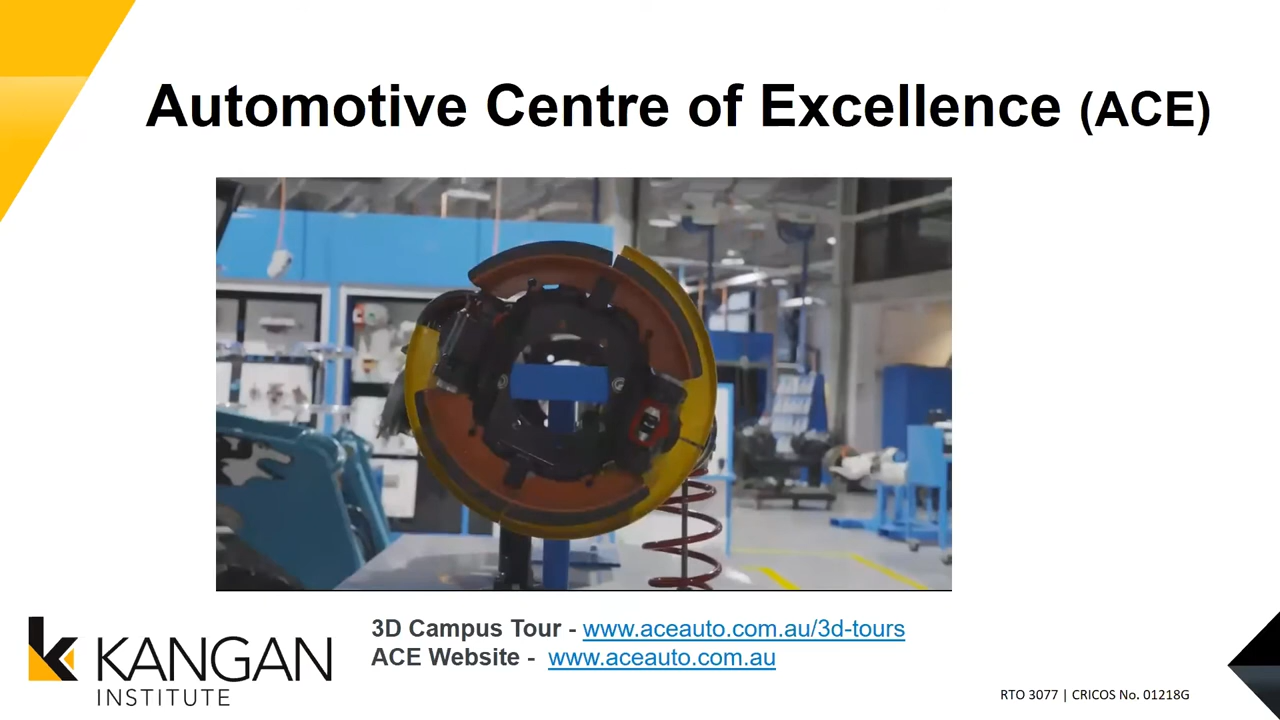 Automotive Centre of Excellence (ACE)
3D Campus Tour - www.aceauto.com.au/3d-tours
ACE Website - www.aceauto.com.au
KANGAN
INSTITUTE
RTO 3077 | CRICOS No. 01218G